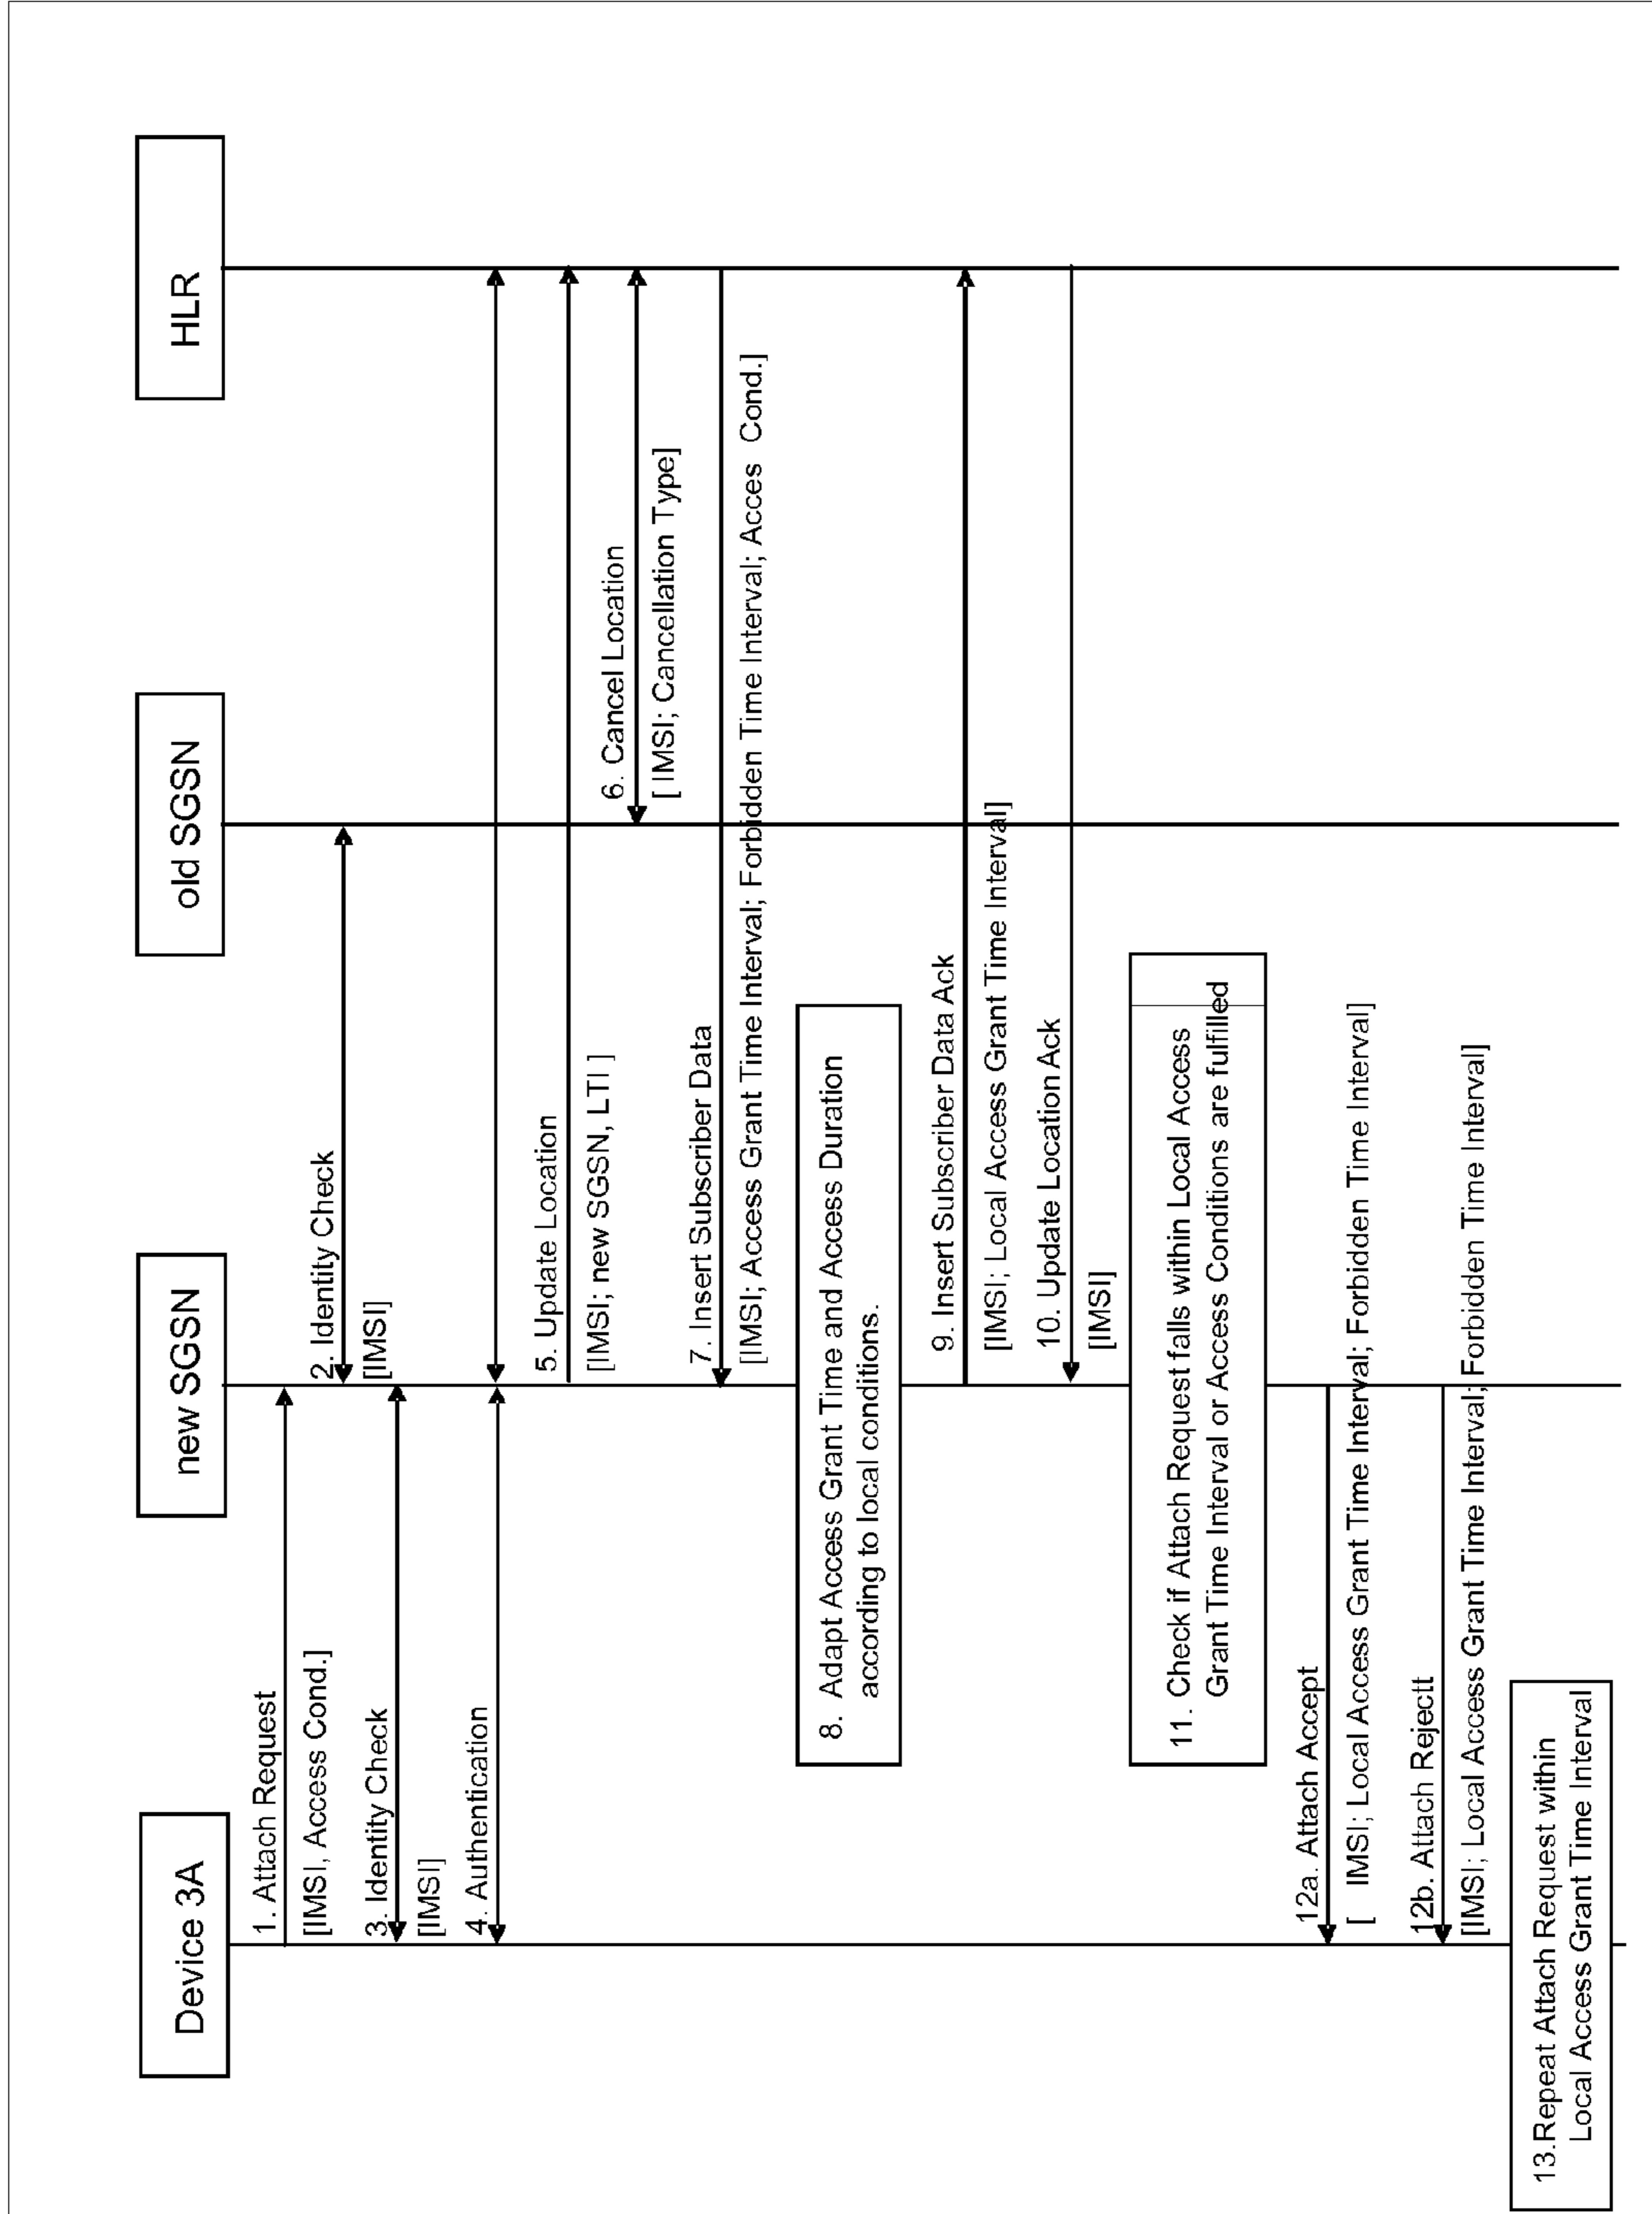 Device 3A
new SGSN
old SGSN
HLR
1. Attach Request
[IMSI, Access Cond.]
2. Identity Check
[IMSI]
3. Identity Check
[IMSI]
4. Authentication
5. Update Location
[IMSI; new SGSN, LTI ]
6. Cancel Location
[ IMSI; Cancellation Type]
7. Insert Subscriber Data
[IMSI; Access Grant Time Interval; Forbidden Time Interval; Acces Cond.]
8. Adapt Access Grant Time and Access Duration
according to local conditions.
9. Insert Subscriber Data Ack
[IMSI; Local Access Grant Time Interval]
10. Update Location Ack
[IMSI]
11. Check if Attach Request falls within Local Access
Grant Time Interval or Access Conditions are fulfilled
12a. Attach Accept
[ IMSI; Local Access Grant Time Interval; Forbidden Time Interval]
12b. Attach Rejectt
[IMSI; Local Access Grant Time Interval; Forbidden Time Interval]
13.Repeat Attach Request within
Local Access Grant Time Interval